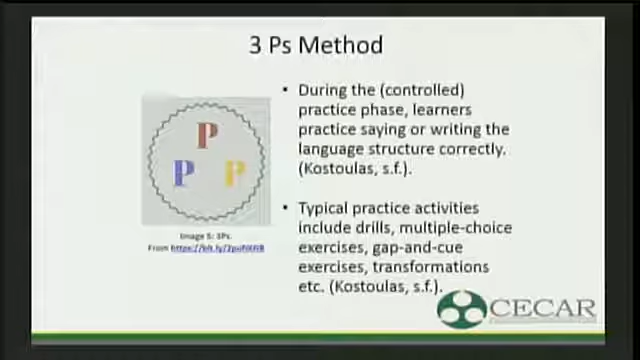 3 Ps Method
P
P P
• During the (controlled)
practice phase, learners
practice saying or writing the
language structure correctly.
(Kostoulas, s.f.).
• Typical practice activities
include drills, multiple-choice
exercises, gap-and-cue
exercises, transformations
etc. (Kostoulas, s.f.).
Image 5: 3Ps.
From
CECAR